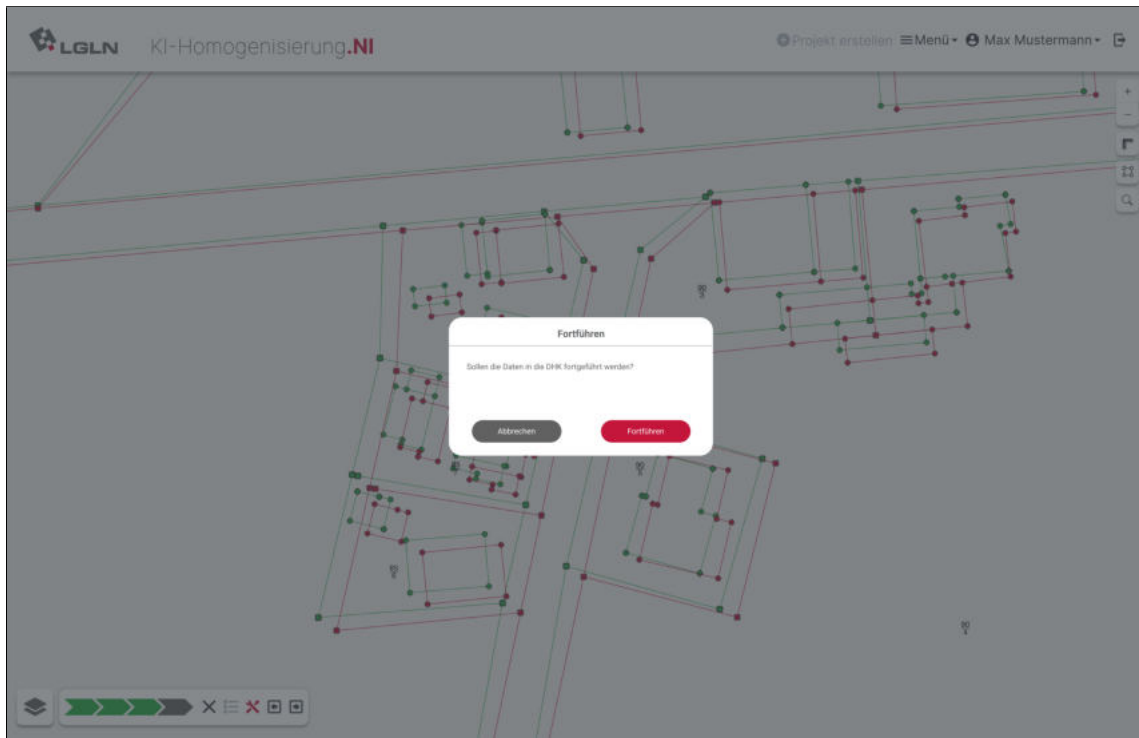 LGLN
KI-Homogenisierung.NI
Projekt erstellen Menü Max Mustermann
Fortführen
Sollen die Daten in die DHK fortgeführt werden?
Abbrechen
Fortführen